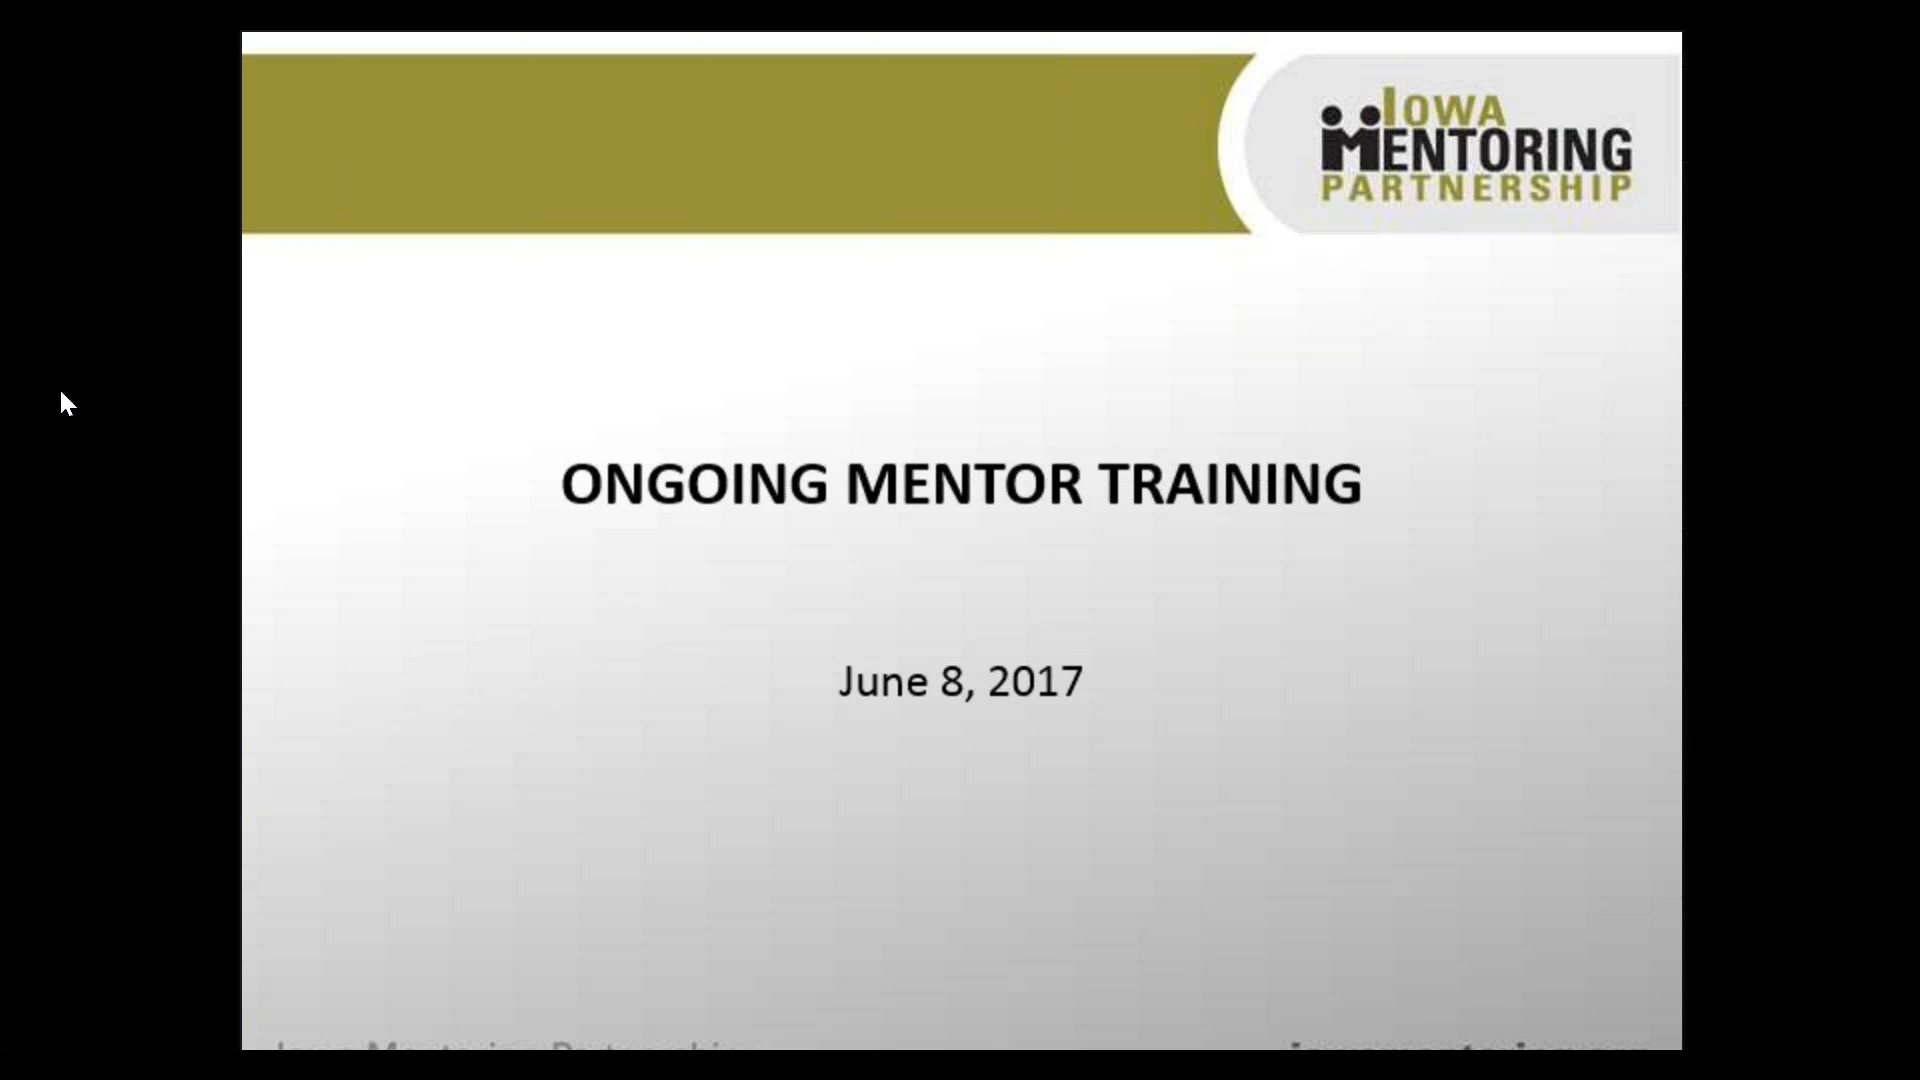 IOWA
MENTORING
PARTNERSHIP
ONGOING MENTOR TRAINING
June 8, 2017